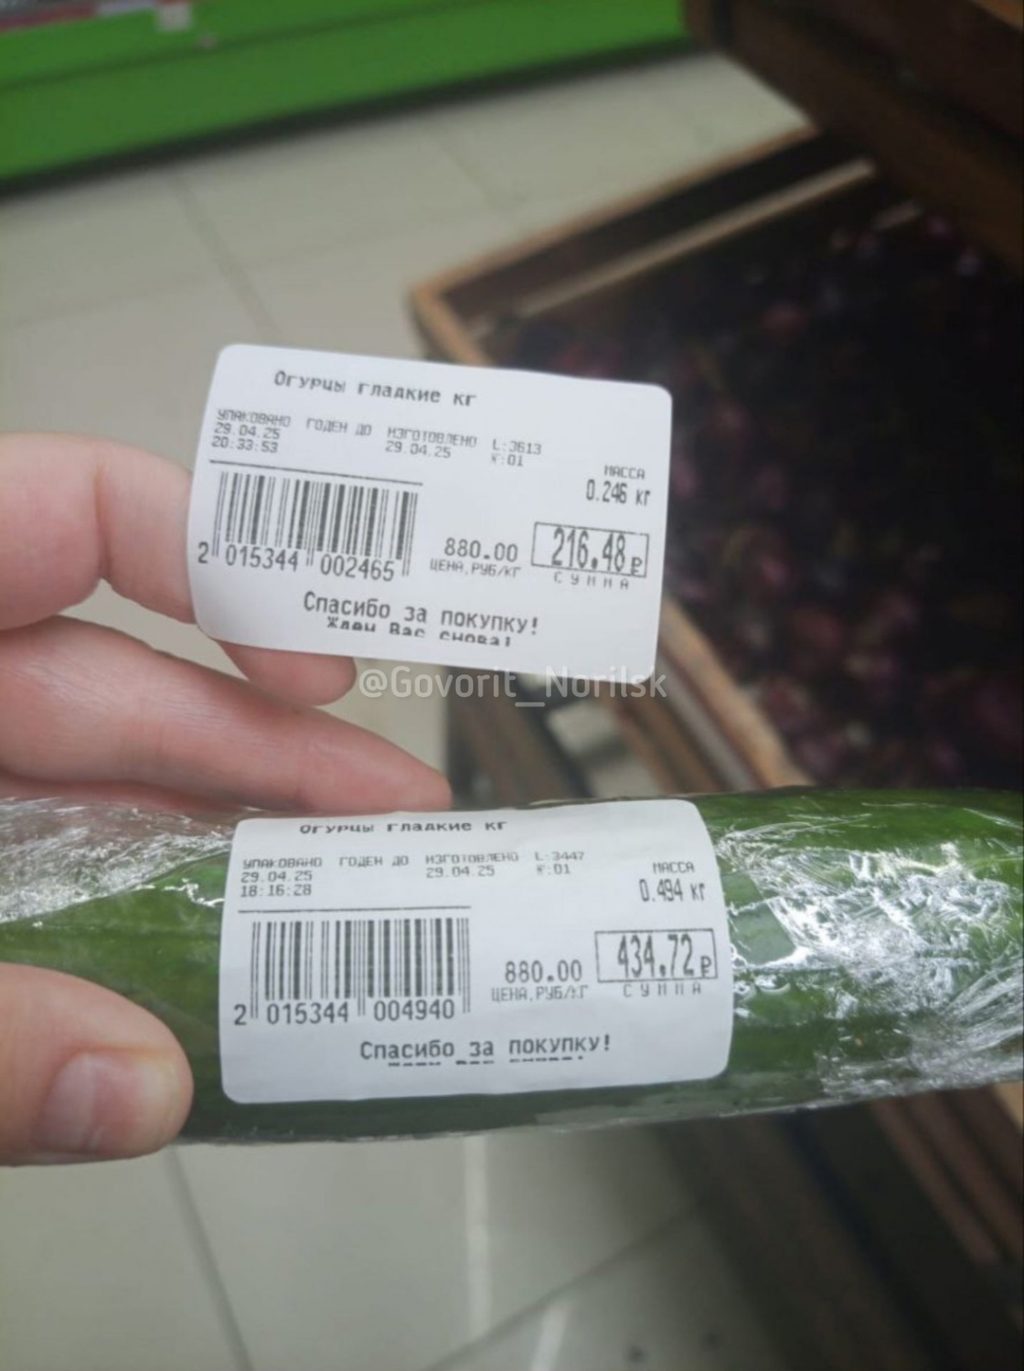 Огурцы гладкие кг
УПАКОВАНО ГОДЕН ДО ИЗГОТОВЛЕНО L:3613
29.04.25 29.04.25 №:01
20:33:53
МАССА
0.246 кг
880.00 216.48 ₽
ЦЕНА,РУБ/КГ СУММА
2 015344 002465
Спасибо за покупку!
Ждем Вас снова!
@Govorit_Norilsk
Огурцы гладкие кг
УПАКОВАНО ГОДЕН ДО ИЗГОТОВЛЕНО L:3447
29.04.25 29.04.25 №:01
18:16:28
МАССА
0.494 кг
880.00 434.72 ₽
ЦЕНА,РУБ/КГ СУММА
2 015344 004940
Спасибо за покупку!